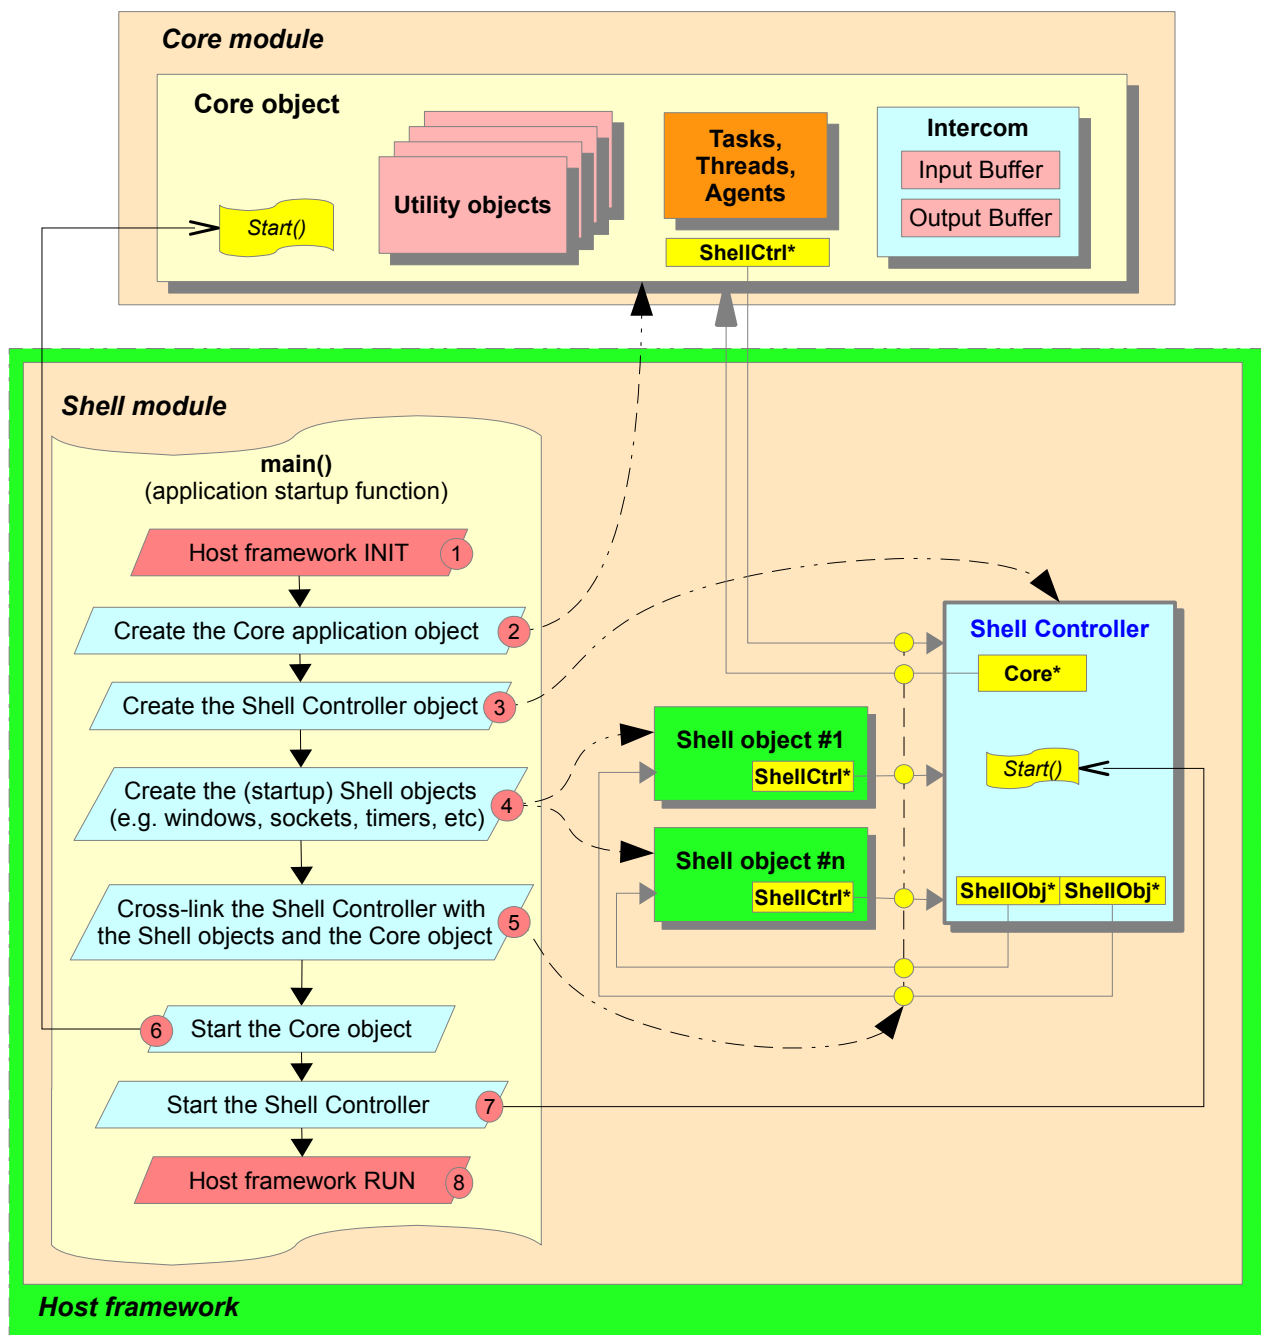 Core module
Core object
Utility objects
Tasks,
Threads,
Agents
Intercom
Input Buffer
Output Buffer
Start()
ShellCtrl*
Shell module
main()
(application startup function)
Host framework INIT
1
Create the Core application object
2
Create the Shell Controller object
3
Create the (startup) Shell objects
(e.g. windows, sockets, timers, etc)
4
Cross-link the Shell Controller with
the Shell objects and the Core object
5
6
Start the Core object
Start the Shell Controller
7
Host framework RUN
8
Shell object #1
ShellCtrl*
Shell object #n
ShellCtrl*
Shell Controller
Core*
Start()
ShellObj*
ShellObj*
Host framework